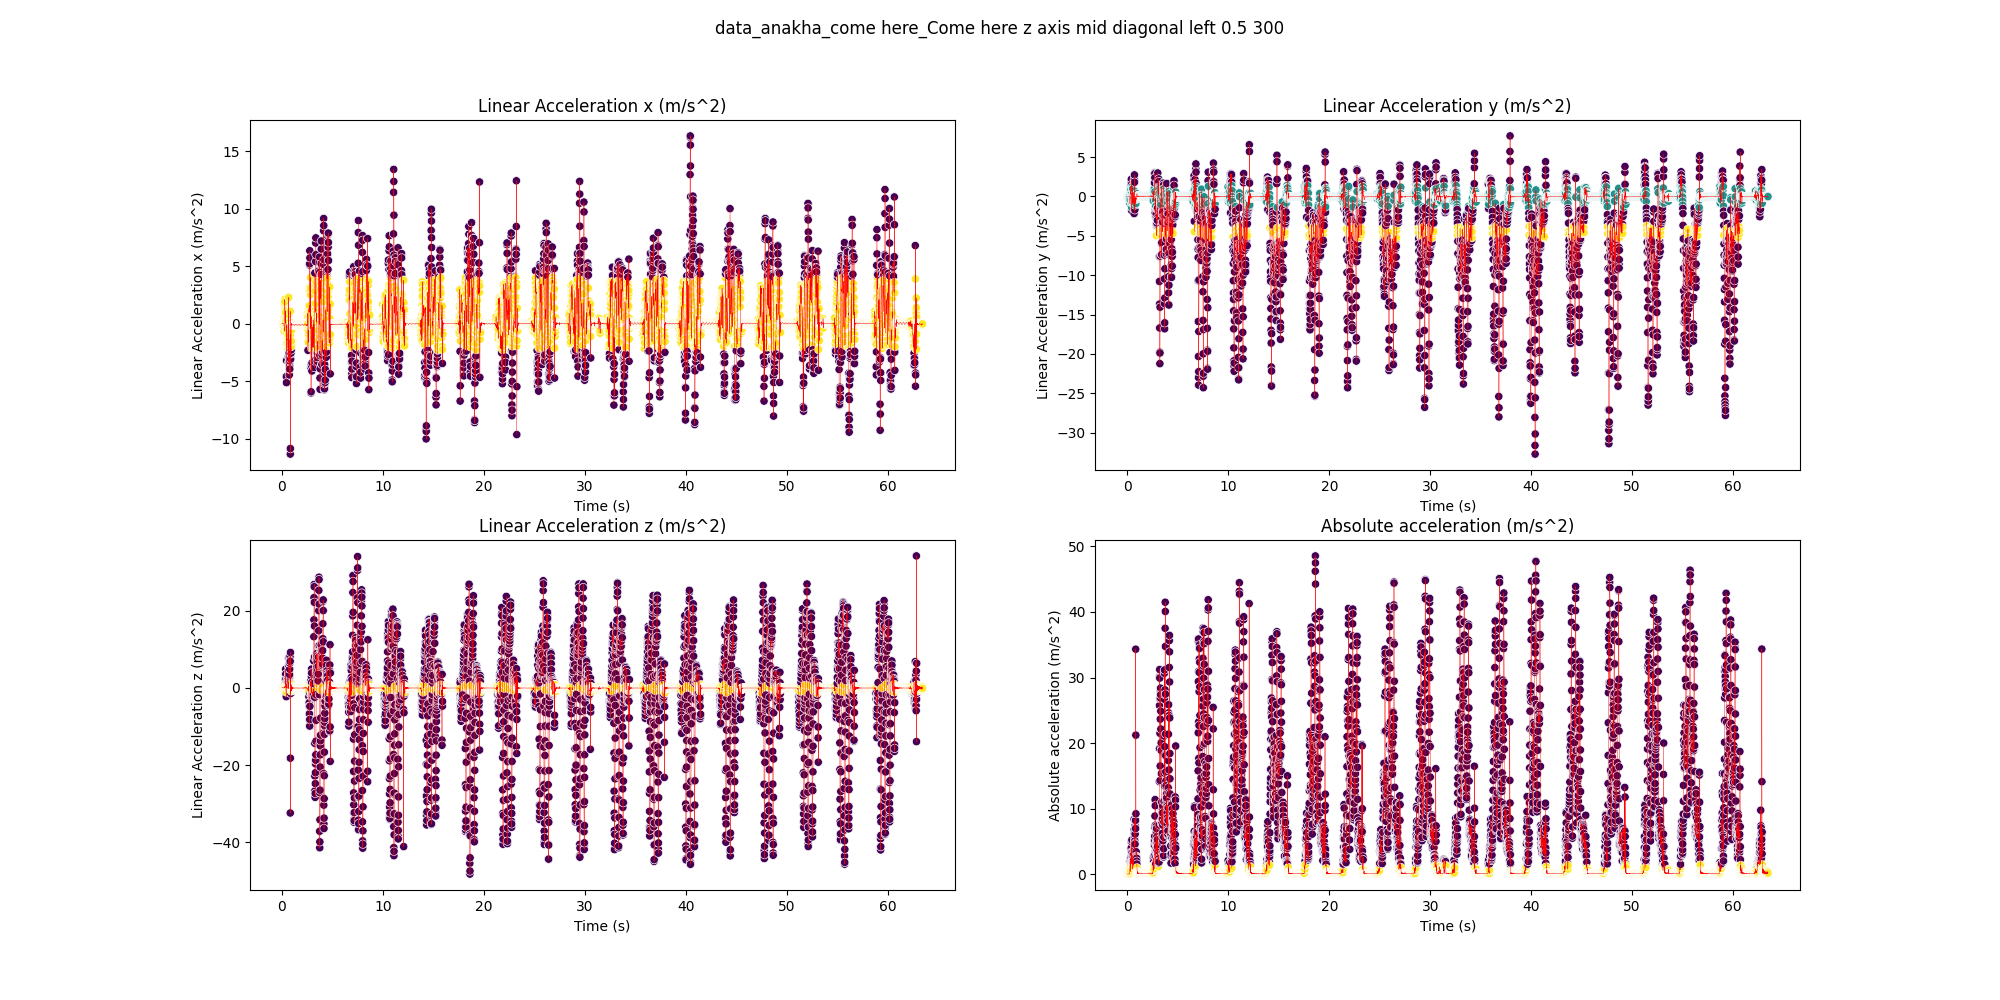 data_anakha_come here_Come here z axis mid diagonal left 0.5 300
Linear Acceleration x (m/s^2)
Linear Acceleration x (m/s^2)
15
10
5
0
−5
−10
0 10 20 30 40 50 60
Time (s)
Linear Acceleration y (m/s^2)
Linear Acceleration y (m/s^2)
5
0
−5
−10
−15
−20
−25
−30
0 10 20 30 40 50 60
Time (s)
Linear Acceleration z (m/s^2)
Linear Acceleration z (m/s^2)
20
0
−20
−40
0 10 20 30 40 50 60
Time (s)
Absolute acceleration (m/s^2)
Absolute acceleration (m/s^2)
50
40
30
20
10
0
0 10 20 30 40 50 60
Time (s)